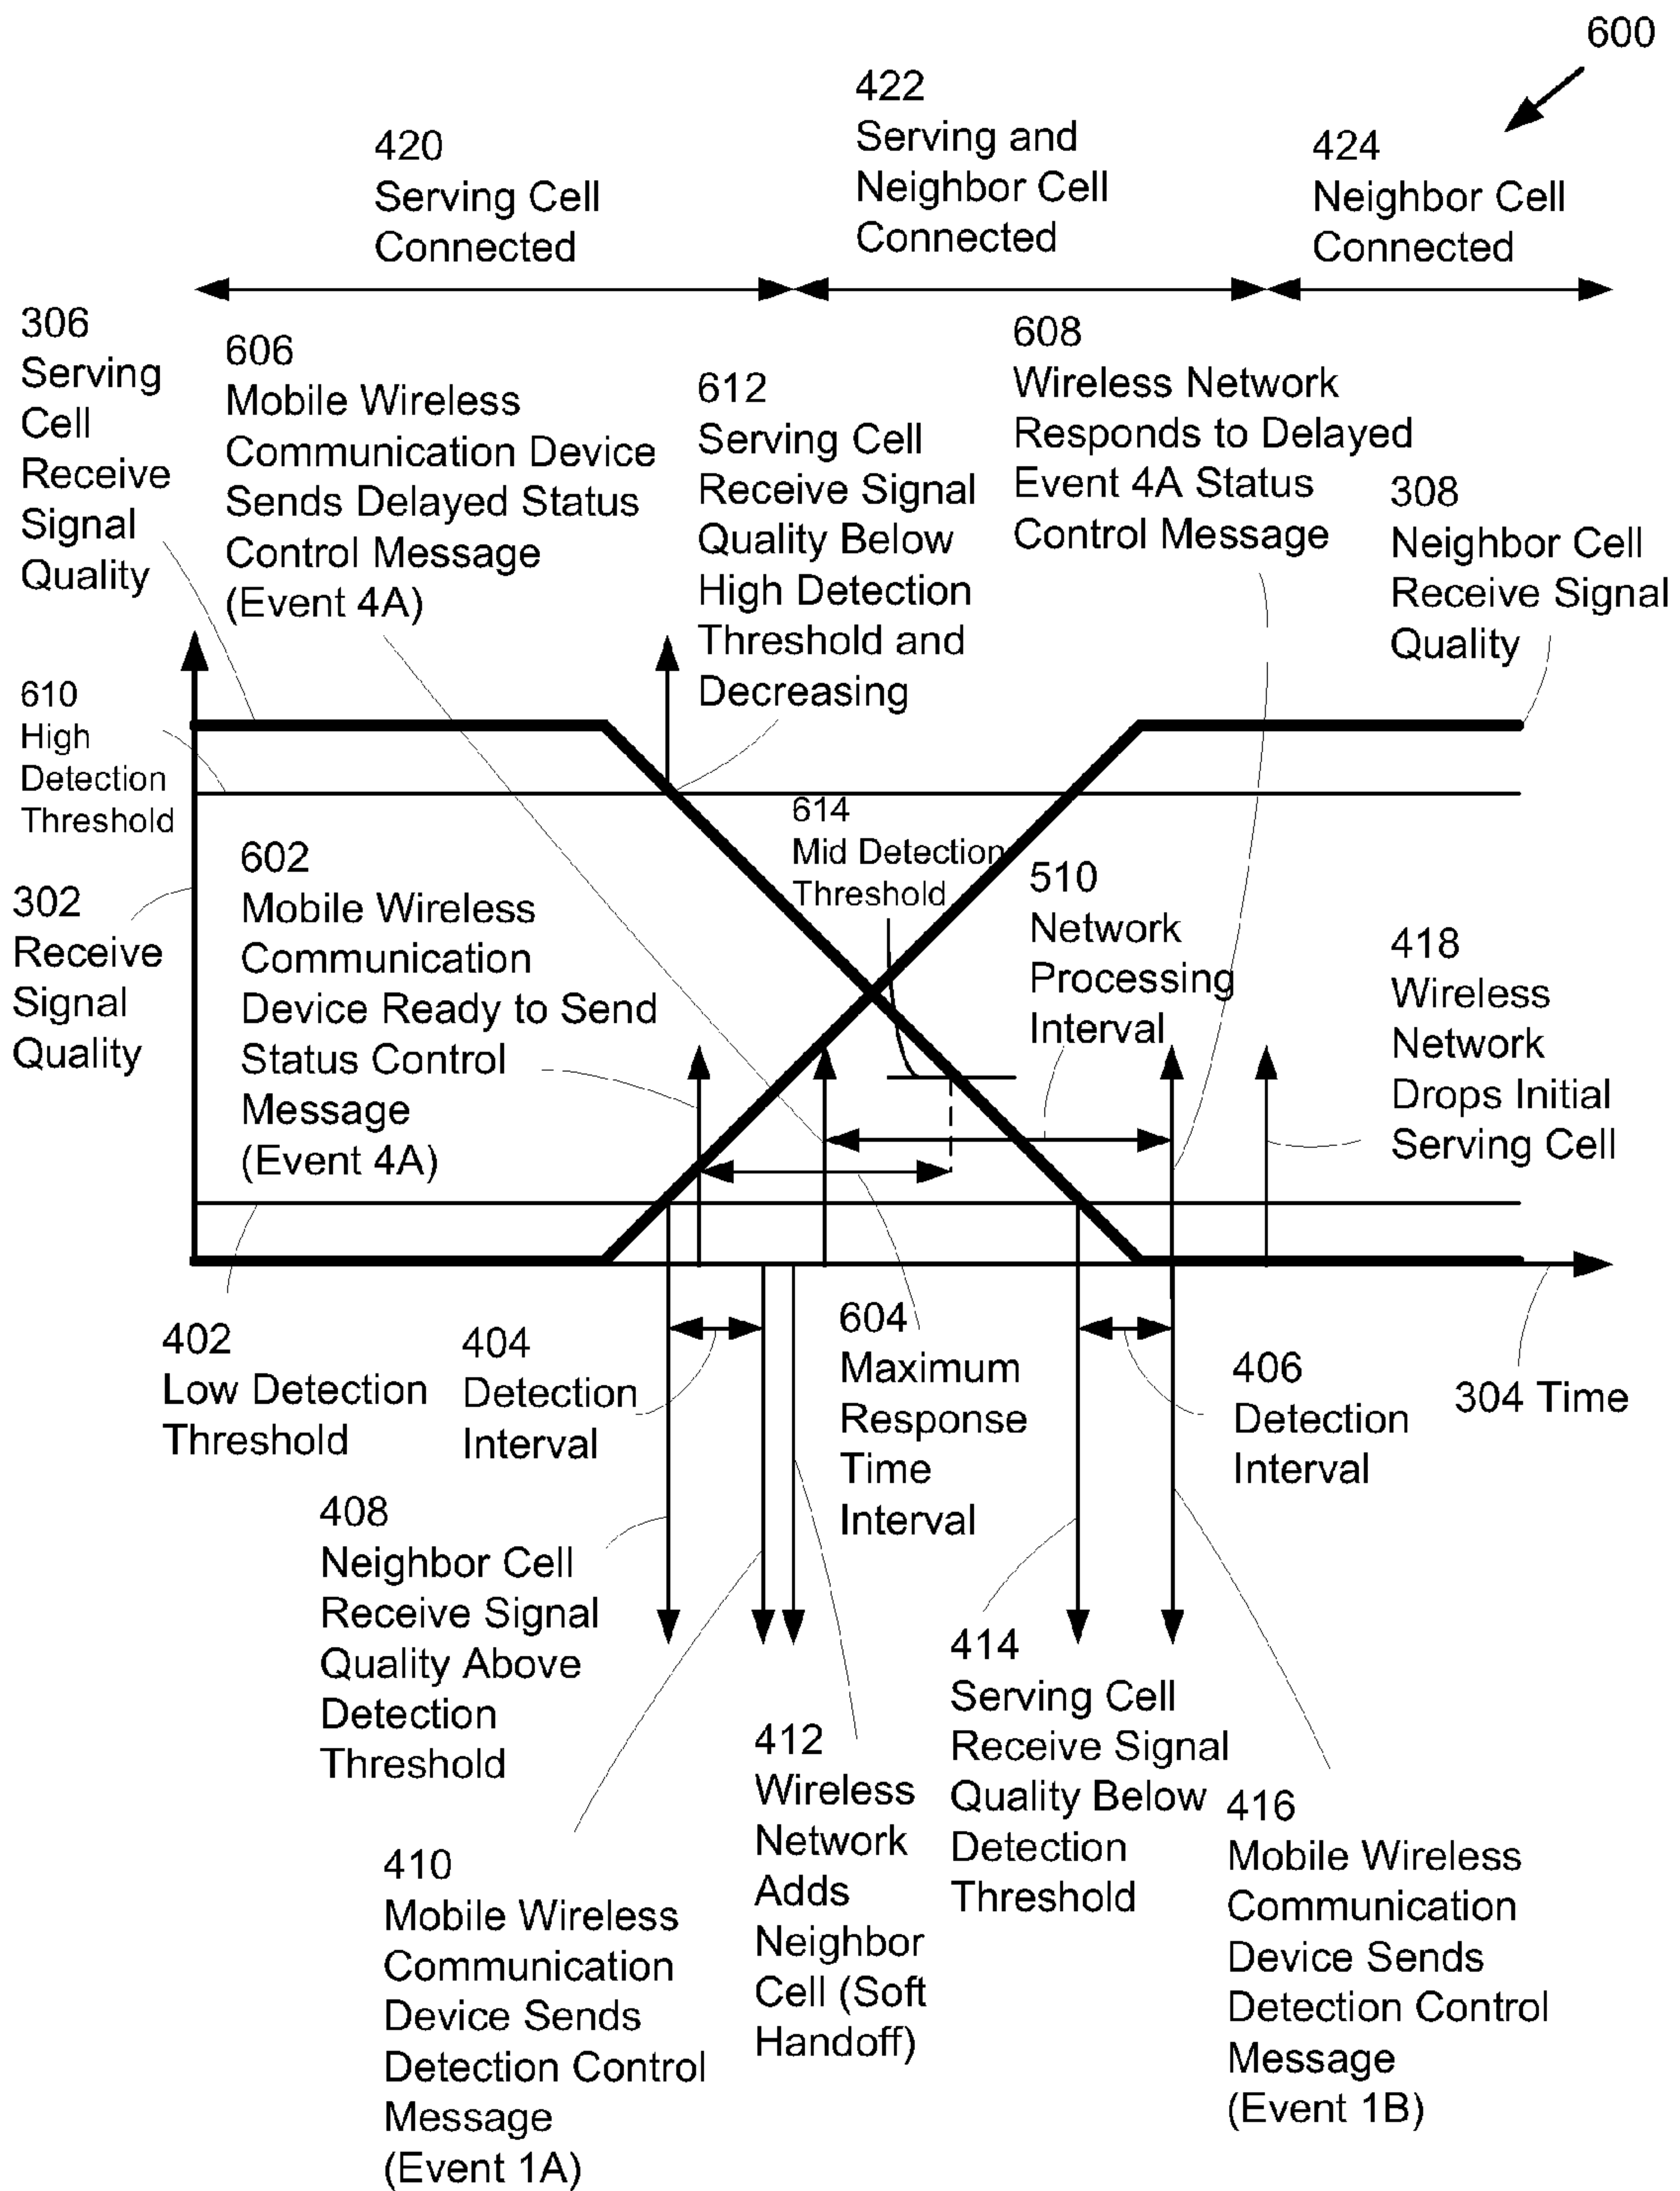 600
420
Serving Cell
Connected
422
Serving and
Neighbor Cell
Connected
424
Neighbor Cell
Connected
306
Serving
Cell
Receive
Signal
Quality
606
Mobile Wireless
Communication Device
Sends Delayed Status
Control Message
(Event 4A)
612
Serving Cell
Receive Signal
Quality Below
High Detection
Threshold and
Decreasing
608
Wireless Network
Responds to Delayed
Event 4A Status
Control Message
308
Neighbor Cell
Receive Signal
Quality
610
High
Detection
Threshold
302
Receive
Signal
Quality
602
Mobile Wireless
Communication
Device Ready to Send
Status Control
Message
(Event 4A)
614
Mid Detection
Threshold
510
Network
Processing
Interval
418
Wireless
Network
Drops Initial
Serving Cell
402
Low Detection
Threshold
404
Detection
Interval
604
Maximum
Response
Time
Interval
406
Detection
Interval
304 Time
408
Neighbor Cell
Receive Signal
Quality Above
Detection
Threshold
410
Mobile Wireless
Communication
Device Sends
Detection Control
Message
(Event 1A)
412
Wireless
Network
Adds
Neighbor
Cell (Soft
Handoff)
414
Serving Cell
Receive Signal
Quality Below
Detection
Threshold
416
Mobile Wireless
Communication
Device Sends
Detection Control
Message
(Event 1B)